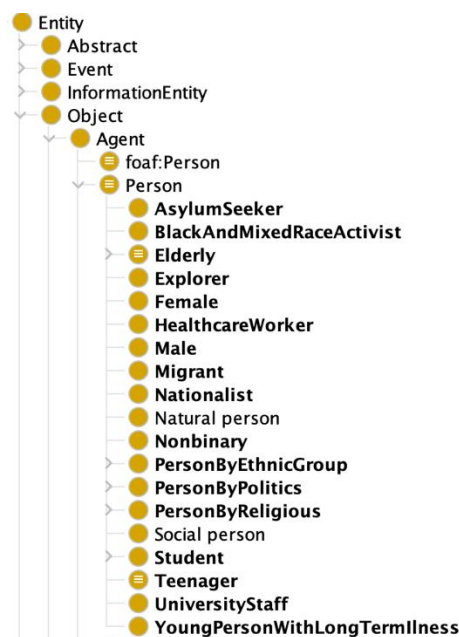 Entity
Abstract
Event
InformationEntity
Object
Agent
foaf:Person
Person
AsylumSeeker
BlackAndMixedRaceActivist
Elderly
Explorer
Female
HealthcareWorker
Male
Migrant
Nationalist
Natural person
Nonbinary
PersonByEthnicGroup
PersonByPolitics
PersonByReligious
Social person
Student
Teenager
UniversityStaff
YoungPersonWithLongTermIlness